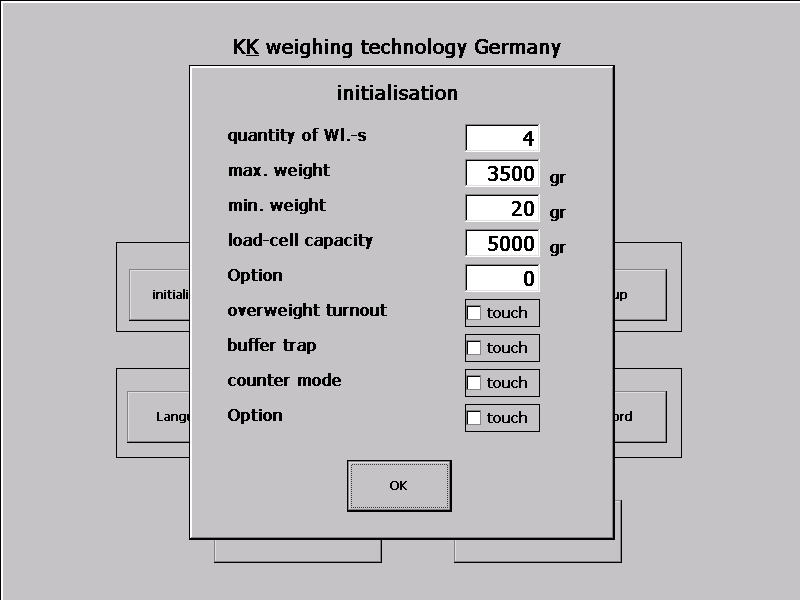 KK weighing technology Germany
initialisation
quantity of Wl.-s 4
max. weight 3500 gr
min. weight 20 gr
load-cell capacity 5000 gr
Option 0
overweight turnout touch
buffer trap touch
counter mode touch
Option touch
OK
initiali
up
Langu
ord